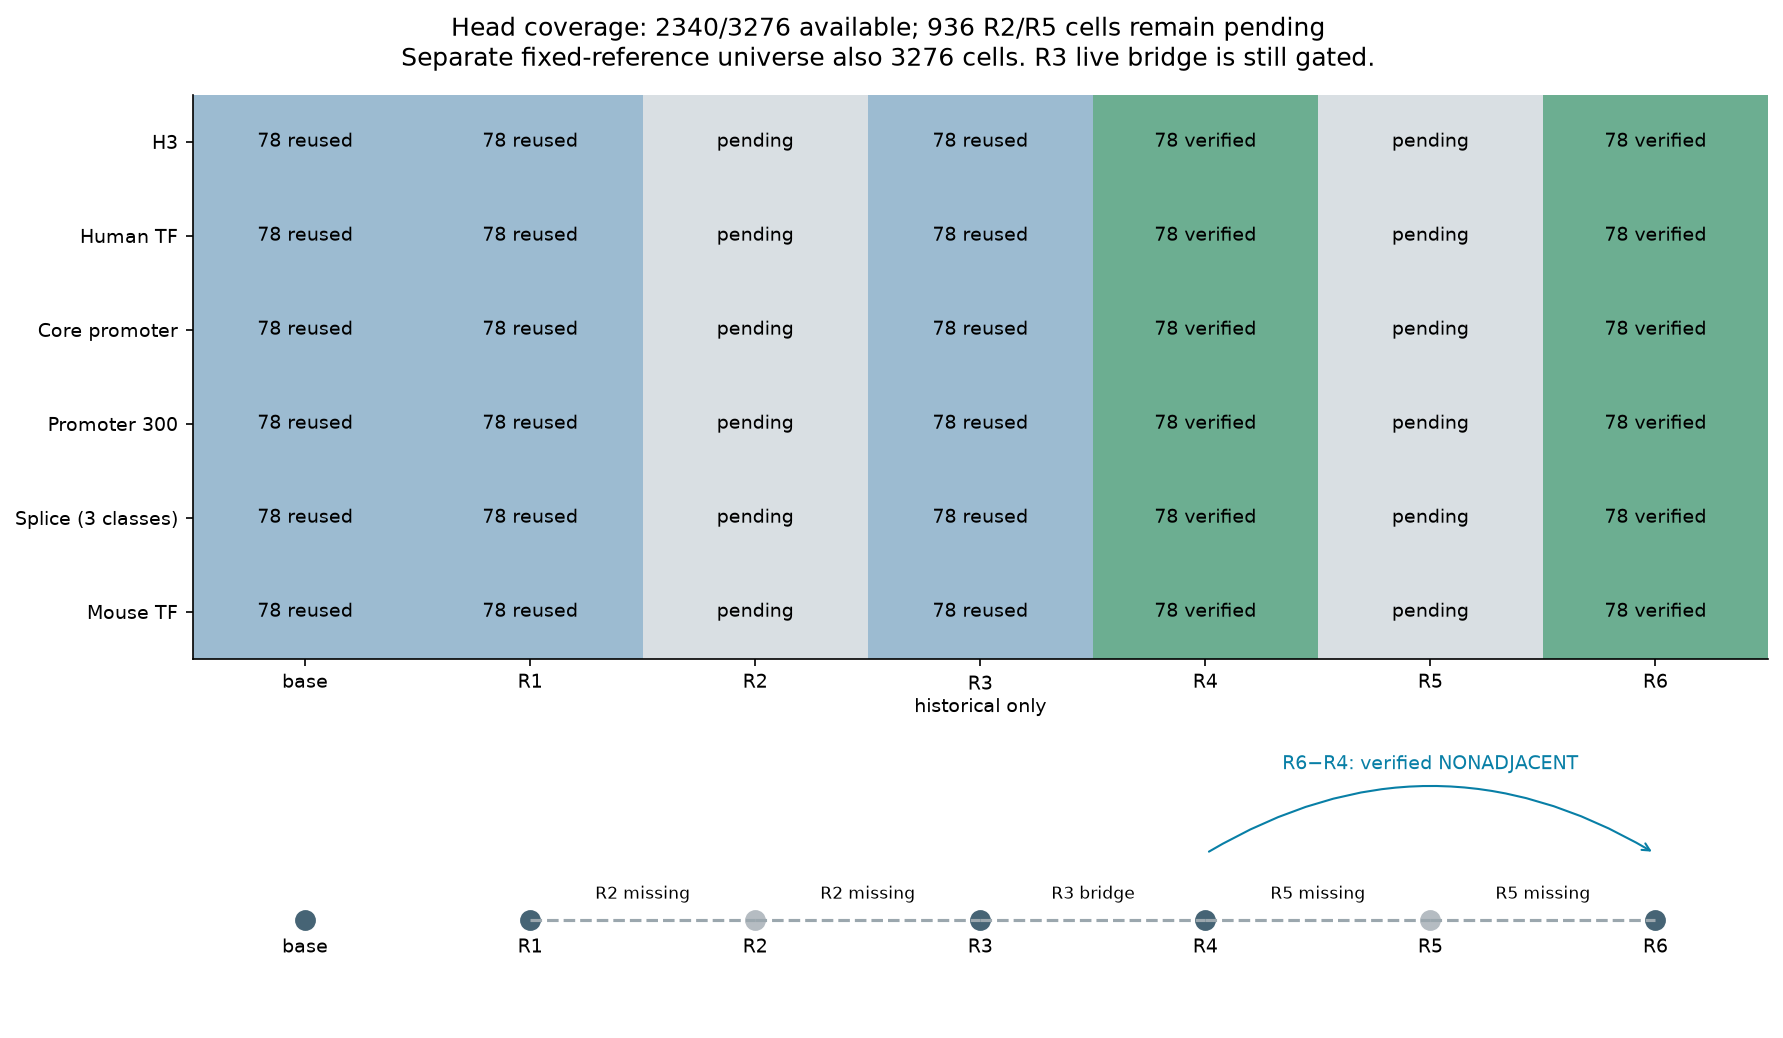 Head coverage: 2340/3276 available; 936 R2/R5 cells remain pending
Separate fixed-reference universe also 3276 cells. R3 live bridge is still gated.
H3 78 reused 78 reused pending 78 reused 78 verified pending 78 verified
Human TF 78 reused 78 reused pending 78 reused 78 verified pending 78 verified
Core promoter 78 reused 78 reused pending 78 reused 78 verified pending 78 verified
Promoter 300 78 reused 78 reused pending 78 reused 78 verified pending 78 verified
Splice (3 classes) 78 reused 78 reused pending 78 reused 78 verified pending 78 verified
Mouse TF 78 reused 78 reused pending 78 reused 78 verified pending 78 verified
base R1 R2 R3 R4 R5 R6
historical only
R6−R4: verified NONADJACENT
R2 missing R2 missing R3 bridge R5 missing R5 missing
base R1 R2 R3 R4 R5 R6